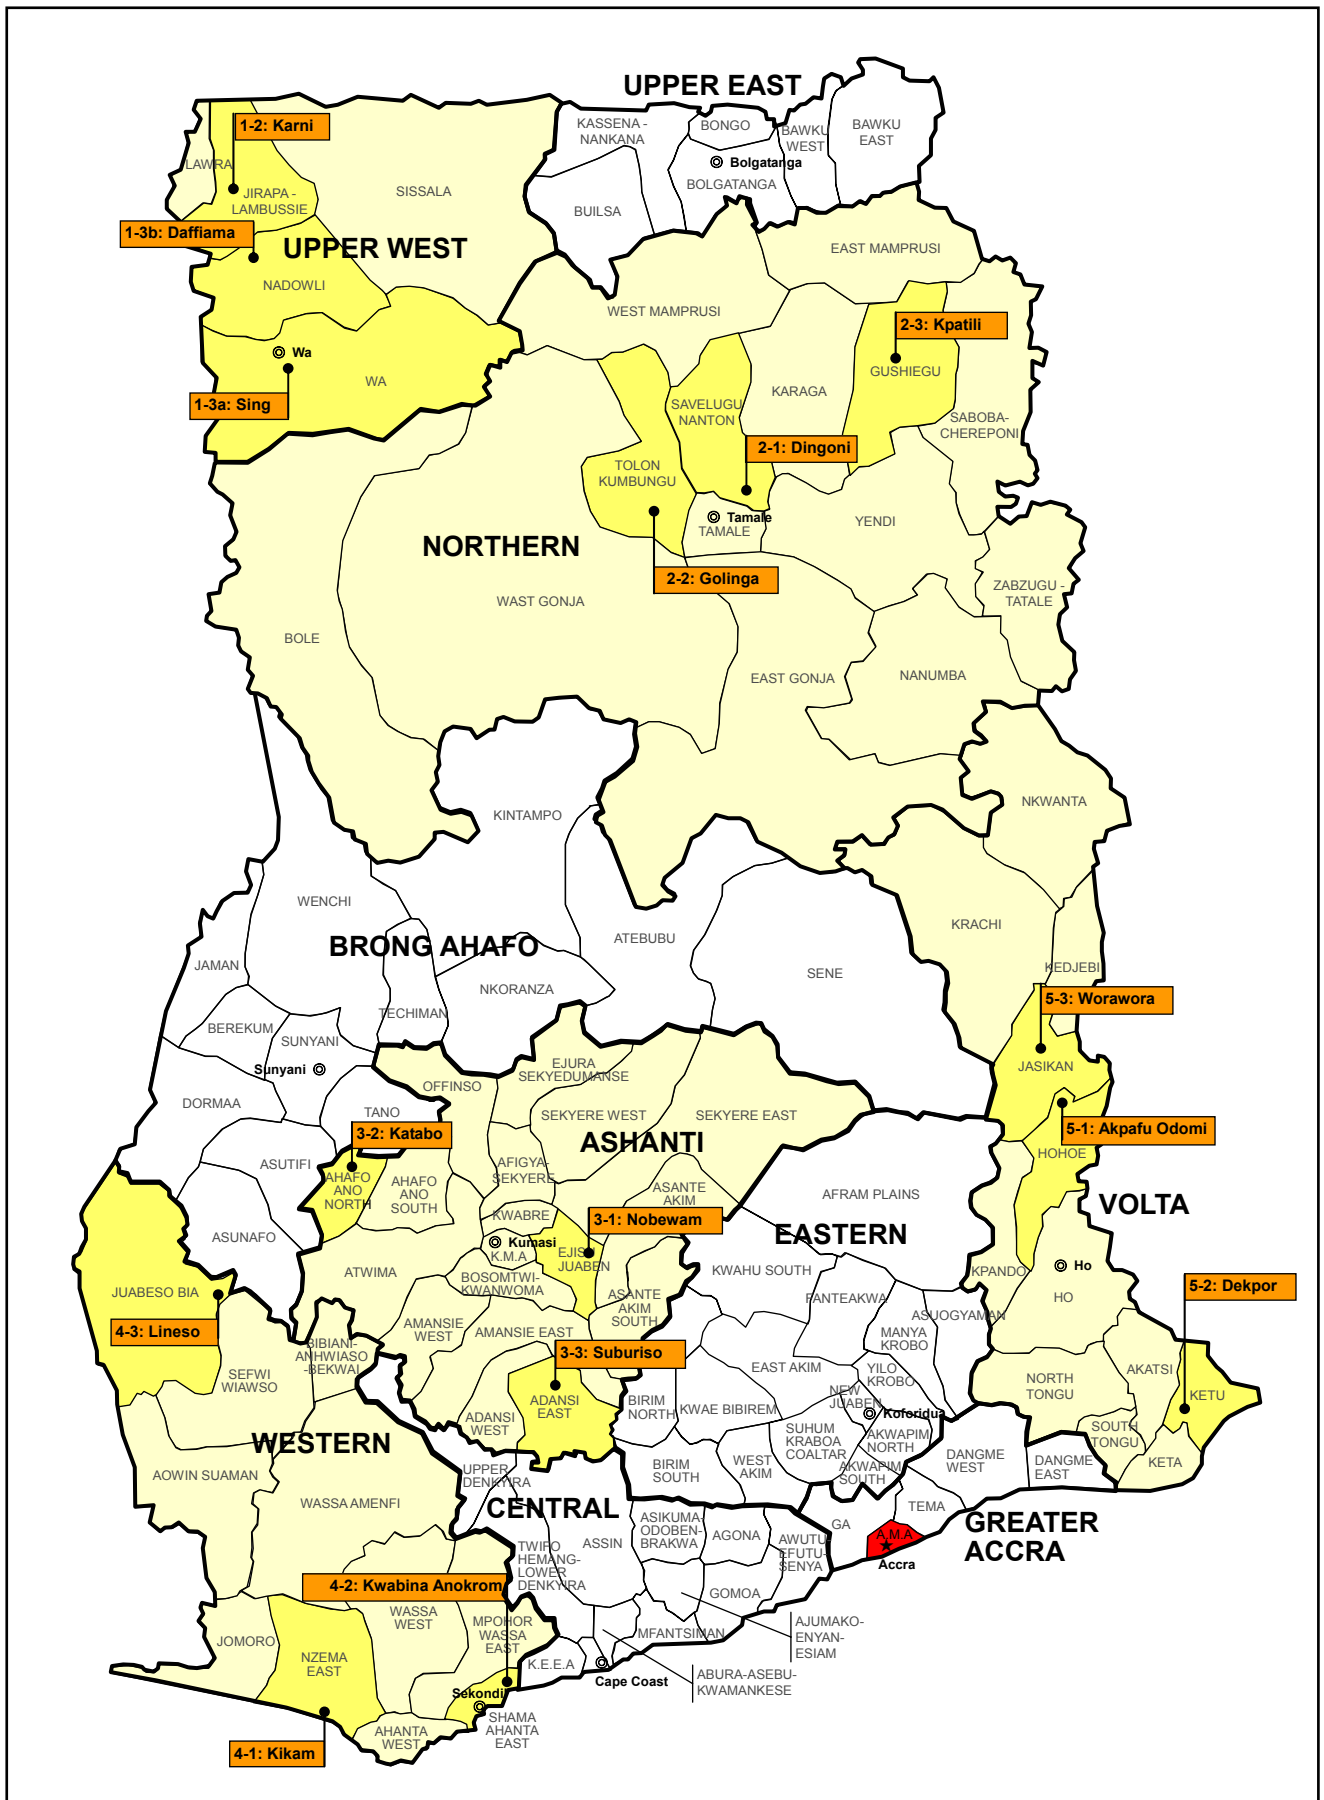 UPPER EAST
KASSENA -
NANKANA
BONGO
BAWKU
WEST
BAWKU
EAST
Bolgatanga
BOLGATANGA
BUILSA
1-2: Karni
LAWRA
JIRAPA -
LAMBUSSIE
SISSALA
1-3b: Daffiama
UPPER WEST
NADOWLI
Wa
WA
1-3a: Sing
EAST MAMPRUSI
WEST MAMPRUSI
2-3: Kpatili
GUSHIEGU
KARAGA
SAVELUGU
NANTON
SABOBA-
CHEREPONI
2-1: Dingoni
TOLON
KUMBUNGU
Tamale
TAMALE
YENDI
NORTHERN
2-2: Golinga
ZABZUGU -
TATALE
WAST GONJA
BOLE
EAST GONJA
NANUMBA
NKWANTA
KINTAMPO
WENCHI
BRONG AHAFO
ATEBUBU
KRACHI
SENE
JAMAN
NKORANZA
KEDJEBI
TECHIMAN
5-3: Worawora
BEREKUM
SUNYANI
Sunyani
JASIKAN
EJURA
SEKYEDUMANSE
OFFINSO
DORMAA
TANO
SEKYERE WEST
SEKYERE EAST
3-2: Katabo
ASHANTI
5-1: Akpafu Odomi
HOHOE
ASUTIFI
AHAFO
ANO
NORTH
AHAFO
ANO
SOUTH
AFIGYA-
SEKYERE
ASANTE
AKIM
AFRAM PLAINS
VOLTA
KWABRE
3-1: Nobewam
EASTERN
ASUNAFO
Kumasi
K.M.A
EJISU
JUABEN
KWAHU SOUTH
KPANDO
Ho
HO
ATWIMA
BOSOMTWI-
KWANWOMA
JUABESO BIA
ASANTE
AKIM
SOUTH
FANTEAKWA
ASUOGYAMAN
5-2: Dekpor
4-3: Lineso
AMANSIE
WEST
AMANSIE EAST
MANYA
KROBO
BIBIANI-
ANHWIASO
-BEKWAI
3-3: Suburiso
SEFWI
WIAWSO
EAST AKIM
YILO
KROBO
AKATSI
NORTH
TONGU
KETU
ADANSI
EAST
BIRIM
NORTH
KWAE BIBIREM
NEW
JUABEN
Koforidua
ADANSI
WEST
SUHUM
KRABOA
COALTAR
AKWAPIM
NORTH
SOUTH
TONGU
WESTERN
KETA
UPPER
DENKYIRA
BIRIM
SOUTH
WEST
AKIM
AKWAPIM
SOUTH
DANGME
WEST
DANGME
EAST
AOWIN SUAMAN
WASSA AMENFI
CENTRAL
TEMA
GREATER
ACCRA
ASIKUMA-
ODOBEN-
BRAKWA
AGONA
GA
A.M.A
Accra
ASSIN
TWIFO
HEMANG-
LOWER
DENKYIRA
AWUTU-
EFUTU-
SENYA
4-2: Kwabina Anokrom
GOMOA
WASSA
WEST
MPOHOR
WASSA
EAST
MFANTSIMAN
AJUMAKO-
ENYAN-
ESIAM
JOMORO
NZEMA
EAST
K.E.E.A
Cape Coast
ABURA-ASEBU-
KWAMANKESE
Sekondi
SHAMA
AHANTA
EAST
AHANTA
WEST
4-1: Kikam